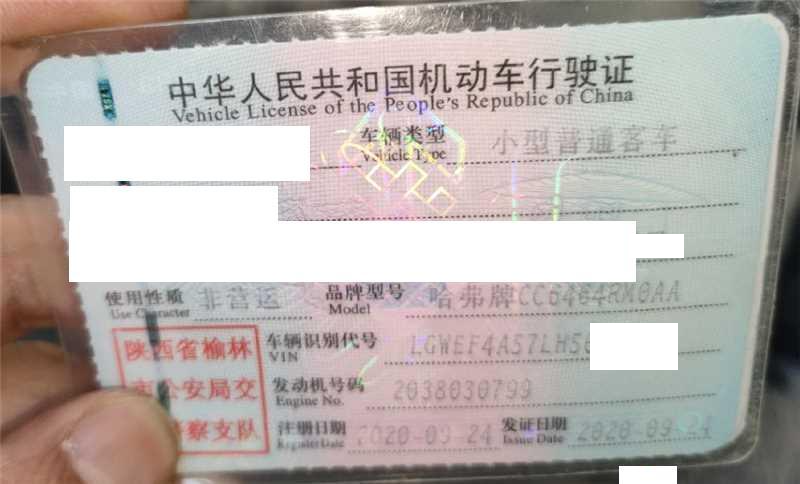 中华人民共和国机动车行驶证
Vehicle License of the People's Republic of China
车辆类型 小型普通客车
Vehicle Type
使用性质 非营运 品牌型号 哈弗牌CC6464RM0AA
Use Character Model
陕西省榆林 车辆识别代号 LGWEF4A57LH56
VIN
公安局交 发动机号码 2038030799
Engine No.
警察支队 注册日期 2020-09-24 发证日期 2020-09-24
Register Date Issue Date